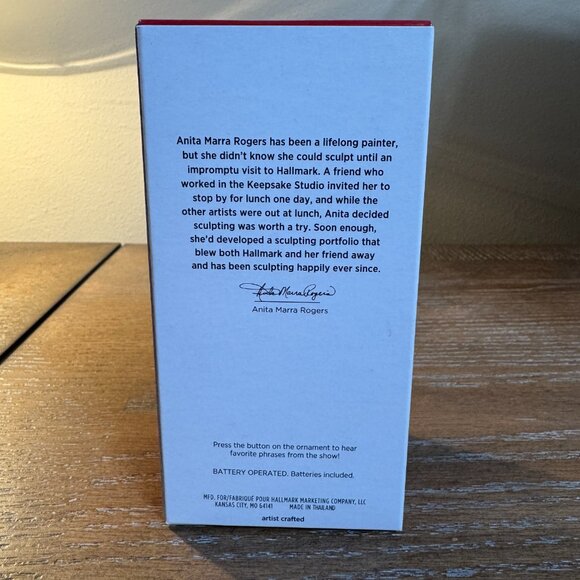 Anita Marra Rogers has been a lifelong painter,
but she didn't know she could sculpt until an
impromptu visit to Hallmark. A friend who
worked in the Keepsake Studio invited her to
stop by for lunch one day, and while the
other artists were out at lunch, Anita decided
sculpting was worth a try. Soon enough,
she'd developed a sculpting portfolio that
blew both Hallmark and her friend away
and has been sculpting happily ever since.
Anita Marra Rogers
Anita Marra Rogers
Press the button on the ornament to hear
favorite phrases from the show!
BATTERY OPERATED. Batteries included.
MFD. FOR/FABRIQUÉ POUR HALLMARK MARKETING COMPANY, LLC
KANSAS CITY, MO 64141 MADE IN THAILAND
artist crafted